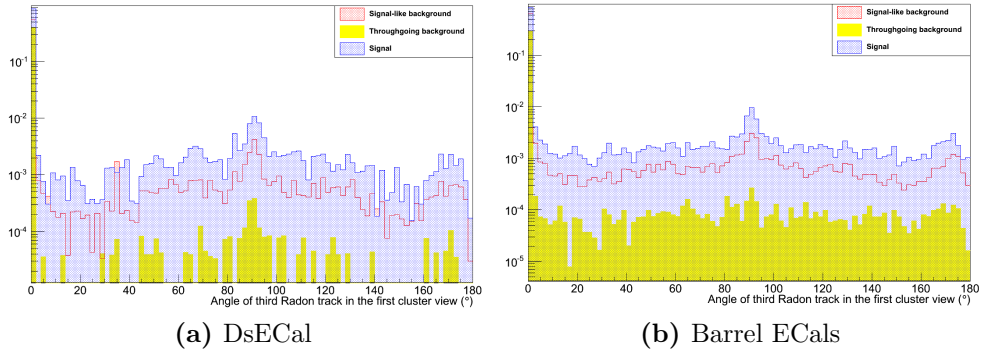 Signal-like background
Throughgoing background
Signal
10⁻¹
10⁻²
10⁻³
10⁻⁴
0 20 40 60 80 100 120 140 160 180
Angle of third Radon track in the first cluster view (°)
(a) DsECal
Signal-like background
Throughgoing background
Signal
10⁻¹
10⁻²
10⁻³
10⁻⁴
10⁻⁵
0 20 40 60 80 100 120 140 160 180
Angle of third Radon track in the first cluster view (°)
(b) Barrel ECals